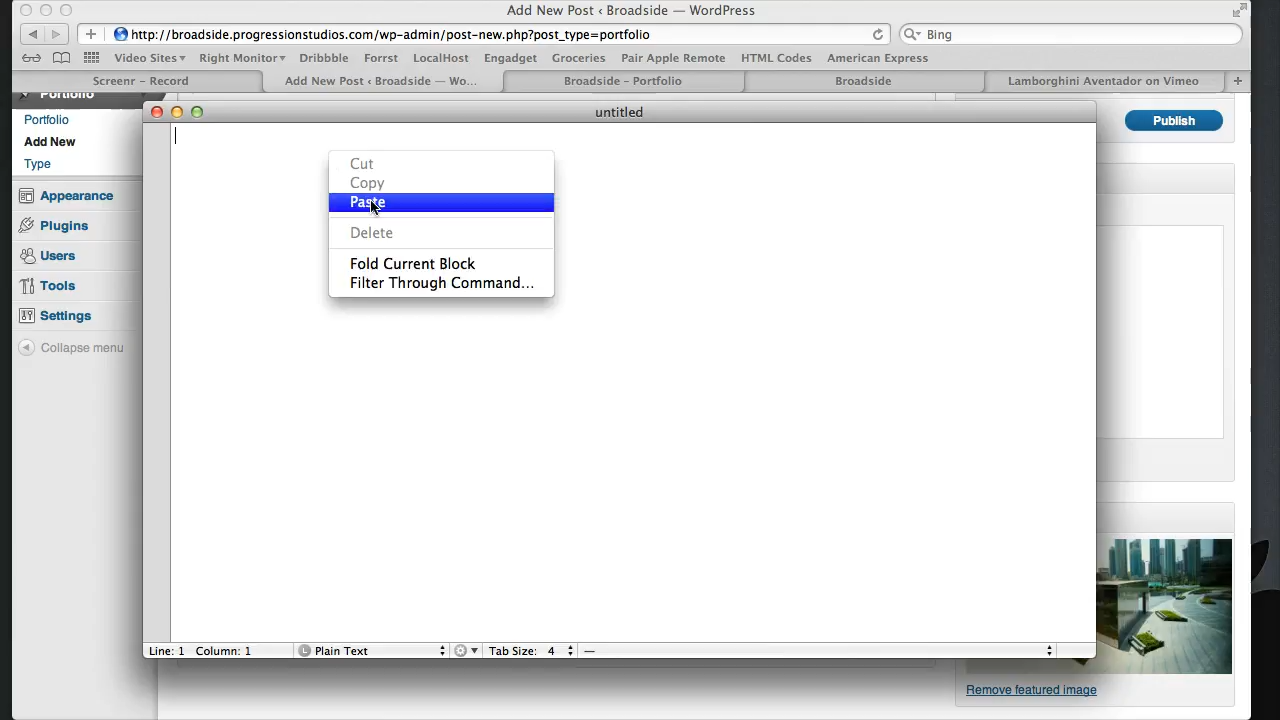 Add New Post ‹ Broadside — WordPress
http://broadside.progressionstudios.com/wp-admin/post-new.php?post_type=portfolio
Bing
Video Sites Right Monitor Dribbble Forrst LocalHost Engadget Groceries Pair Apple Remote HTML Codes American Express
Screenr - Record Add New Post ‹ Broadside — Wo... Broadside – Portfolio Broadside Lamborghini Aventador on Vimeo
Portfolio
Portfolio
Add New
Type
Appearance
Plugins
Users
Tools
Settings
Collapse menu
untitled
Cut
Copy
Paste
Delete
Fold Current Block
Filter Through Command...
Line: 1 Column: 1 L Plain Text Tab Size: 4 —
Publish
Remove featured image